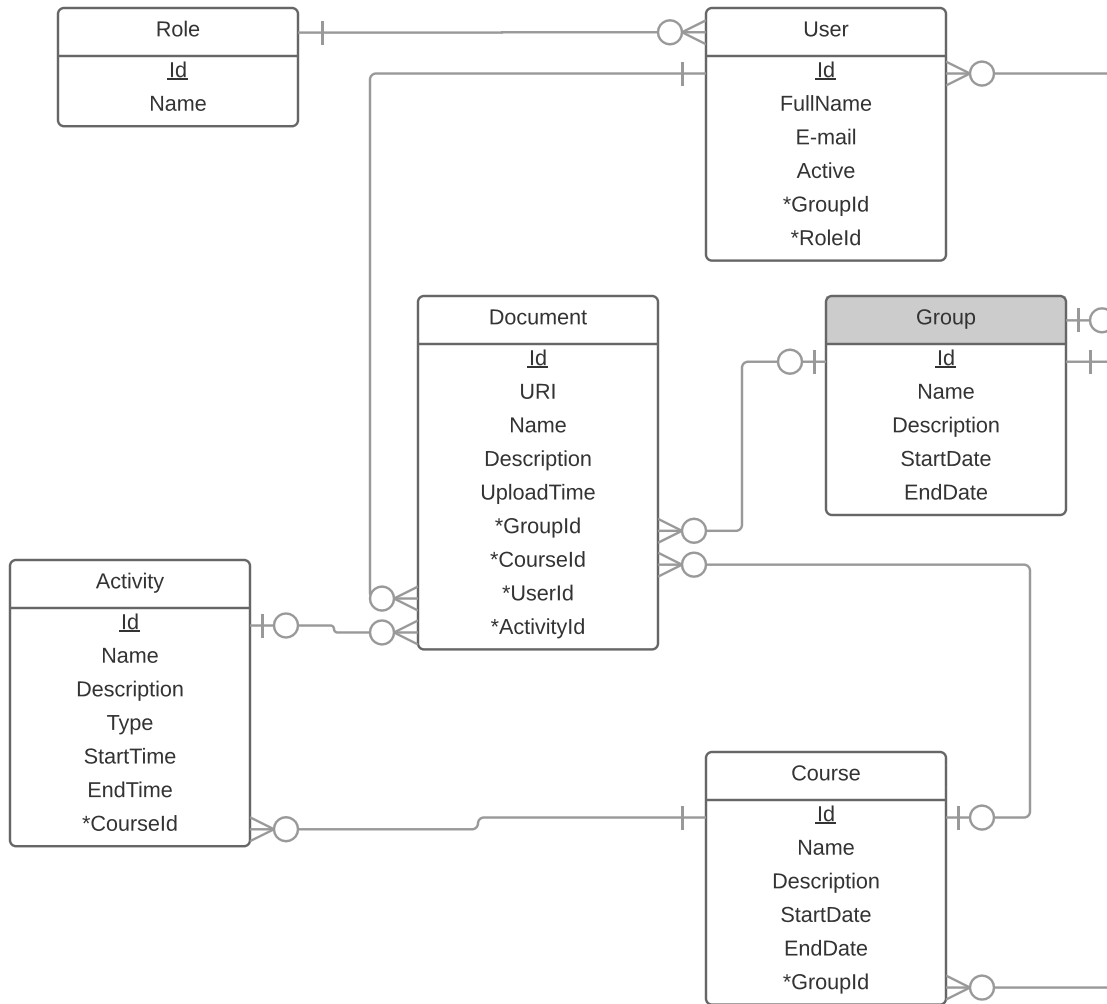 Role
Id
Name
User
Id
FullName
E-mail
Active
*GroupId
*RoleId
Document
Id
URI
Name
Description
UploadTime
*GroupId
*CourseId
*UserId
*ActivityId
Group
Id
Name
Description
StartDate
EndDate
Activity
Id
Name
Description
Type
StartTime
EndTime
*CourseId
Course
Id
Name
Description
StartDate
EndDate
*GroupId